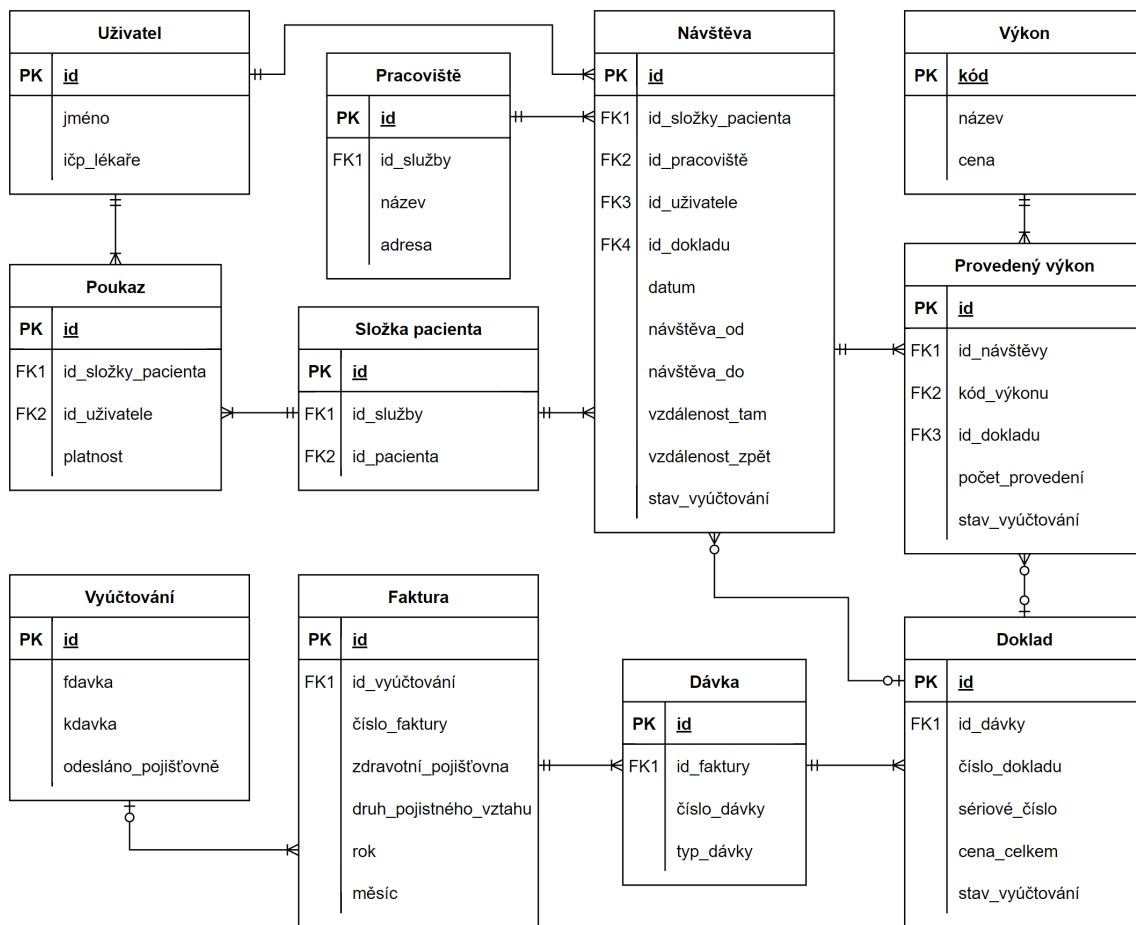 Uživatel
PK id
jméno
ičp_lékaře
Pracoviště
PK id
FK1 id_služby
název
adresa
Návštěva
PK id
FK1 id_složky_pacienta
FK2 id_pracoviště
FK3 id_uživatele
FK4 id_dokladu
datum
návštěva_od
návštěva_do
vzdálenost_tam
vzdálenost_zpět
stav_vyúčtování
Výkon
PK kód
název
cena
Poukaz
PK id
FK1 id_složky_pacienta
FK2 id_uživatele
platnost
Složka pacienta
PK id
FK1 id_služby
FK2 id_pacienta
Provedený výkon
PK id
FK1 id_návštěvy
FK2 kód_výkonu
FK3 id_dokladu
počet_provedení
stav_vyúčtování
Vyúčtování
PK id
fdavka
kdavka
odesláno_pojišťovně
Faktura
PK id
FK1 id_vyúčtování
číslo_faktury
zdravotní_pojišťovna
druh_pojistného_vztahu
rok
měsíc
Dávka
PK id
FK1 id_faktury
číslo_dávky
typ_dávky
Doklad
PK id
FK1 id_dávky
číslo_dokladu
sériové_číslo
cena_celkem
stav_vyúčtování